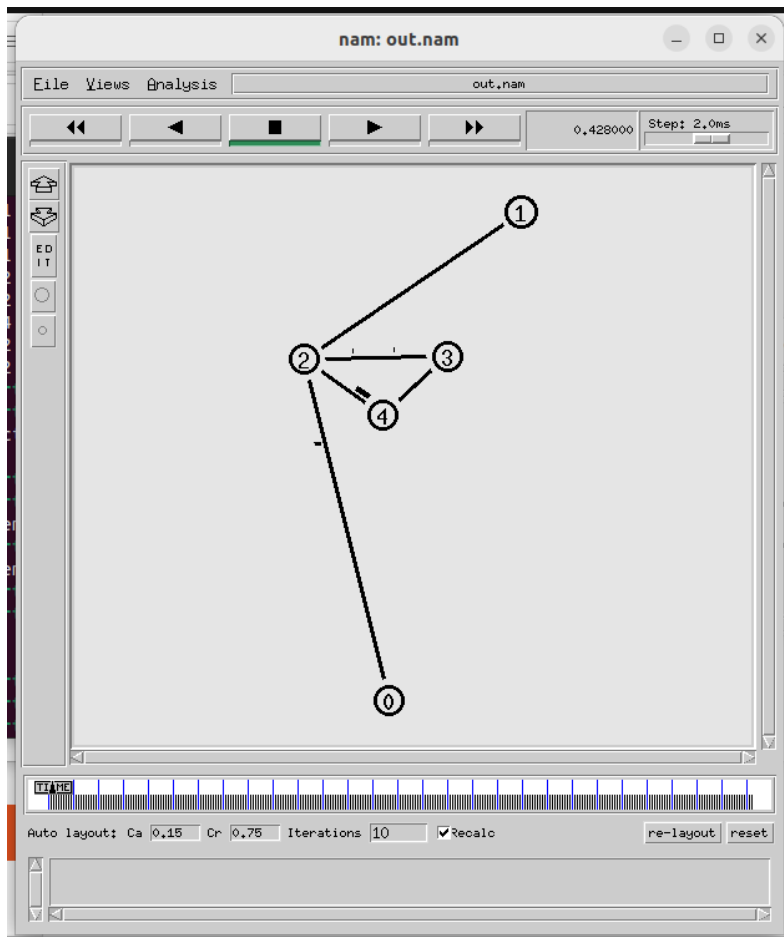 nam: out.nam
File Views Analysis out.nam
0.428000 Step: 2.0ms
ED
IT
1
2
3
4
0
TIME
Auto layout: Ca 0.15 Cr 0.75 Iterations 10 Recalc re-layout reset